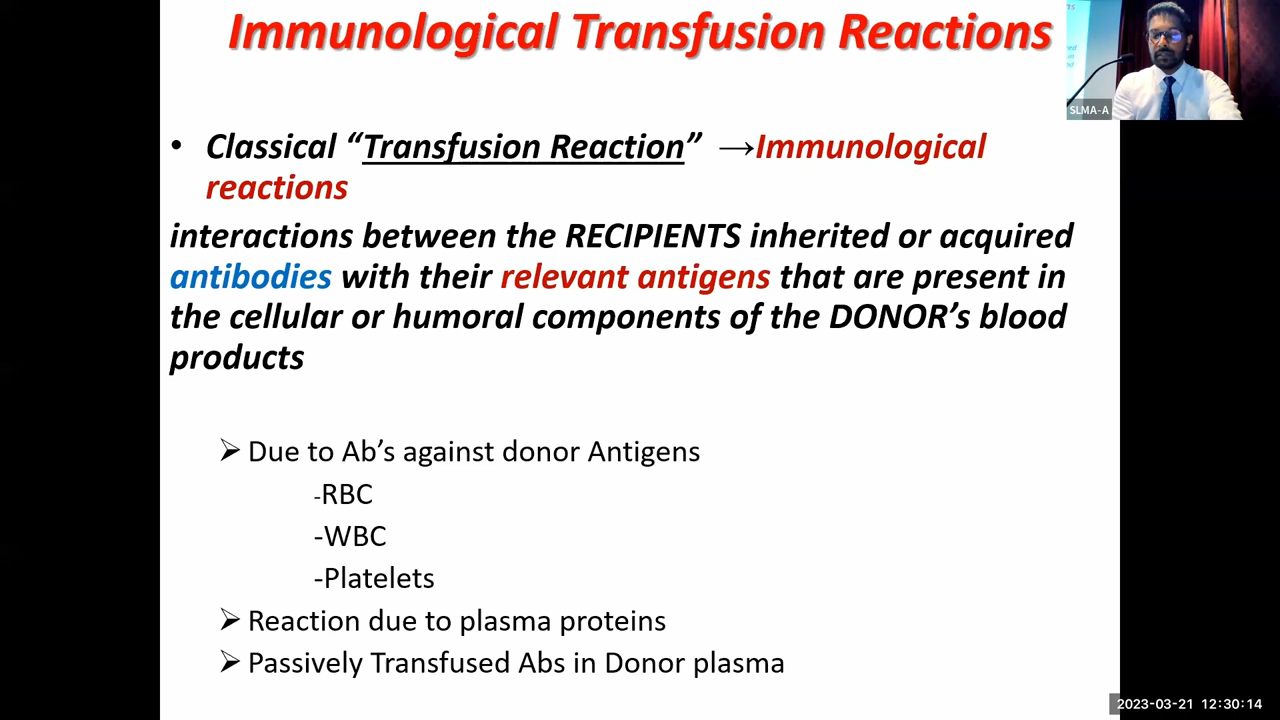 Immunological Transfusion Reactions
• Classical “Transfusion Reaction” →Immunological
reactions
interactions between the RECIPIENTS inherited or acquired
antibodies with their relevant antigens that are present in
the cellular or humoral components of the DONOR’s blood
products
➢ Due to Ab’s against donor Antigens
-RBC
-WBC
-Platelets
➢ Reaction due to plasma proteins
➢ Passively Transfused Abs in Donor plasma
SLMA-A
2023-03-21 12:30:14